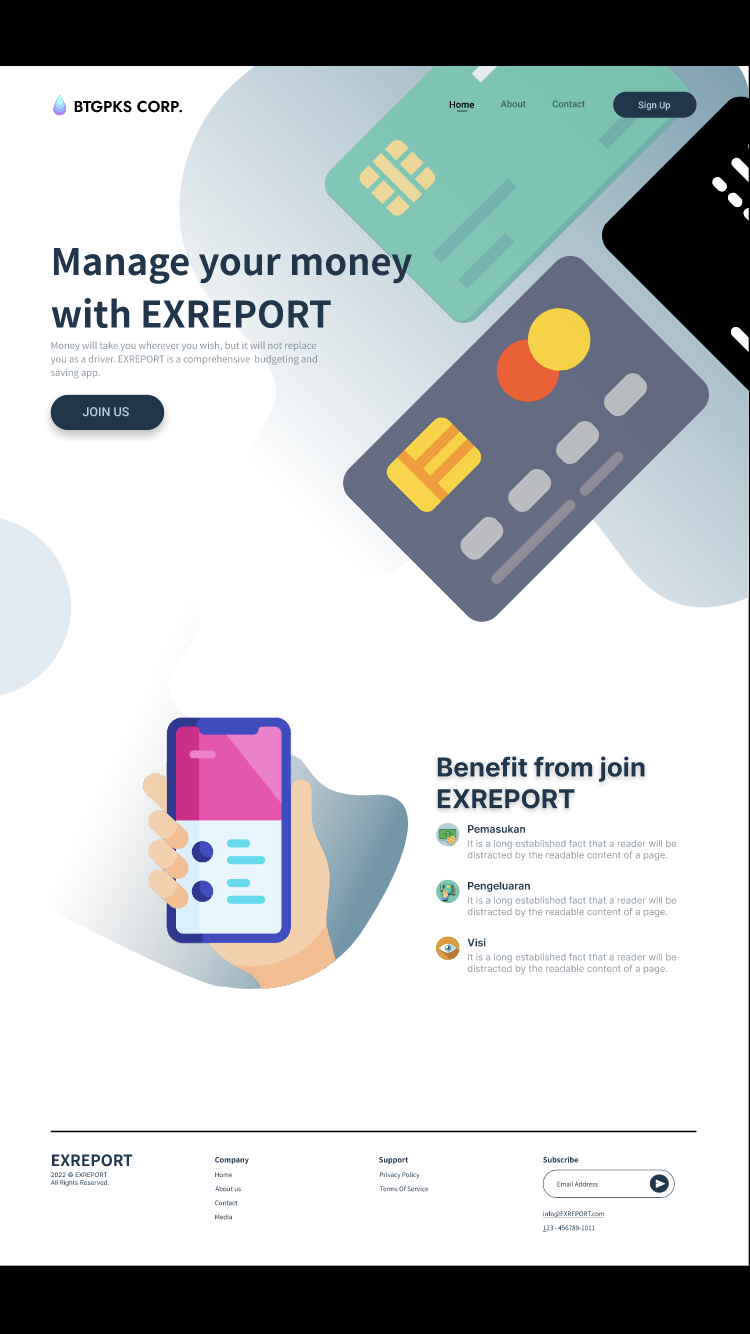 BTGPKS CORP.
Home About Contact Sign Up
Manage your money
with EXREPORT
Money will take you wherever you wish, but it will not replace
you as a driver. EXREPORT is a comprehensive budgeting and
saving app.
JOIN US
Benefit from join
EXREPORT
Pemasukan
It is a long established fact that a reader will be
distracted by the readable content of a page.
Pengeluaran
It is a long established fact that a reader will be
distracted by the readable content of a page.
Visi
It is a long established fact that a reader will be
distracted by the readable content of a page.
EXREPORT
2022 © EXREPORT
All Rights Reserved.
Company
Home
About us
Contact
Media
Support
Privacy Policy
Terms Of Service
Subscribe
Email Address
info@EXREPORT.com
123 - 456789-1011